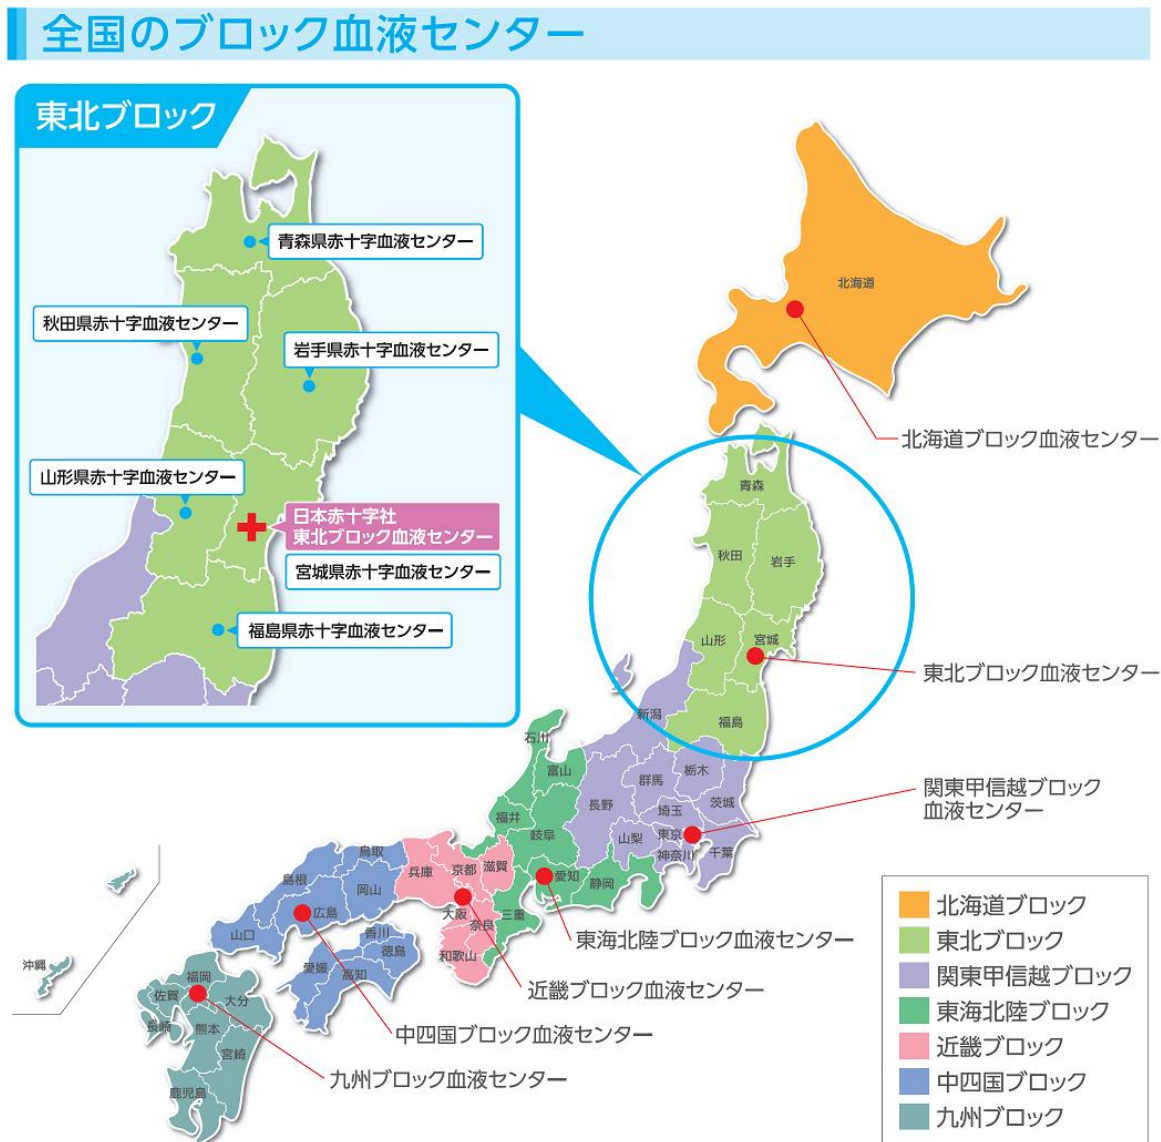 全国のブロック血液センター
東北ブロック
青森県赤十字血液センター
秋田県赤十字血液センター
岩手県赤十字血液センター
山形県赤十字血液センター
日本赤十字社
東北ブロック血液センター
宮城県赤十字血液センター
福島県赤十字血液センター
北海道
北海道ブロック血液センター
青森
秋田
岩手
山形
宮城
東北ブロック血液センター
新潟
福島
石川
富山
群馬
栃木
関東甲信越ブロック
血液センター
長野
茨城
福井
埼玉
岐阜
山梨
東京
神奈川
千葉
鳥取
兵庫
京都
滋賀
愛知
静岡
島根
岡山
広島
大阪
奈良
三重
山口
香川
徳島
和歌山
東海北陸ブロック血液センター
愛媛
高知
沖縄
福岡
佐賀
大分
近畿ブロック血液センター
長崎
熊本
中四国ブロック血液センター
宮崎
九州ブロック血液センター
鹿児島
北海道ブロック
東北ブロック
関東甲信越ブロック
東海北陸ブロック
近畿ブロック
中四国ブロック
九州ブロック